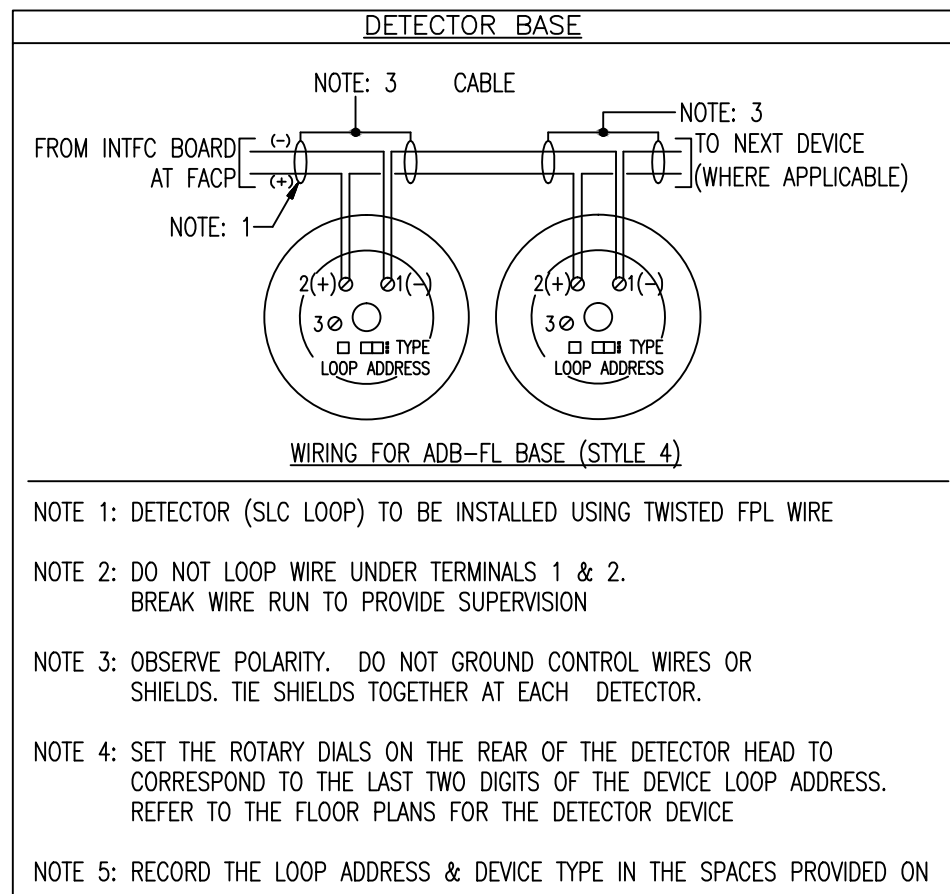 DETECTOR BASE
NOTE: 3 CABLE
NOTE: 3
FROM INTFC BOARD (-) TO NEXT DEVICE
AT FACP (+) (WHERE APPLICABLE)
NOTE: 1
2(+) 1(-) 2(+) 1(-)
3 3
TYPE TYPE
LOOP ADDRESS LOOP ADDRESS
WIRING FOR ADB-FL BASE (STYLE 4)
NOTE 1: DETECTOR (SLC LOOP) TO BE INSTALLED USING TWISTED FPL WIRE
NOTE 2: DO NOT LOOP WIRE UNDER TERMINALS 1 & 2.
BREAK WIRE RUN TO PROVIDE SUPERVISION
NOTE 3: OBSERVE POLARITY. DO NOT GROUND CONTROL WIRES OR
SHIELDS. TIE SHIELDS TOGETHER AT EACH DETECTOR.
NOTE 4: SET THE ROTARY DIALS ON THE REAR OF THE DETECTOR HEAD TO
CORRESPOND TO THE LAST TWO DIGITS OF THE DEVICE LOOP ADDRESS.
REFER TO THE FLOOR PLANS FOR THE DETECTOR DEVICE
NOTE 5: RECORD THE LOOP ADDRESS & DEVICE TYPE IN THE SPACES PROVIDED ON